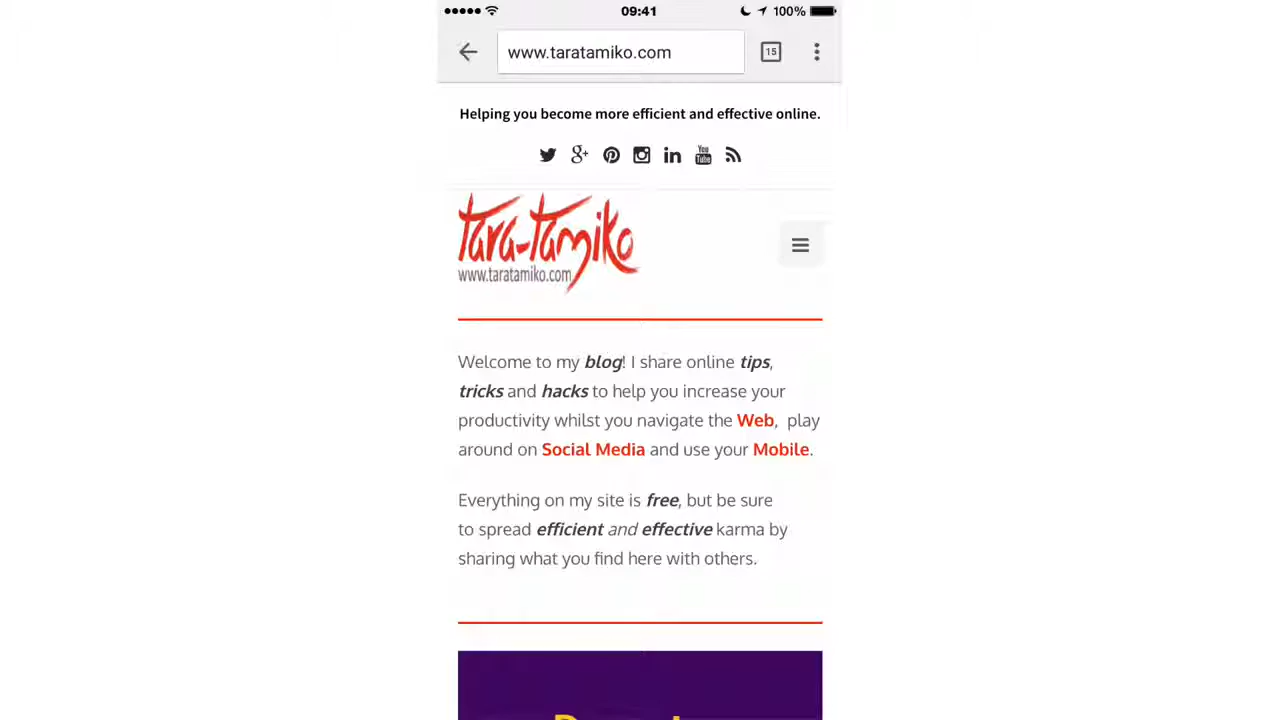 09:41
100%
www.taratamiko.com
15
Helping you become more efficient and effective online.
g+ in You Tube
tara-tamiko
www.taratamiko.com
Welcome to my blog! I share online tips,
tricks and hacks to help you increase your
productivity whilst you navigate the Web, play
around on Social Media and use your Mobile.
Everything on my site is free, but be sure
to spread efficient and effective karma by
sharing what you find here with others.